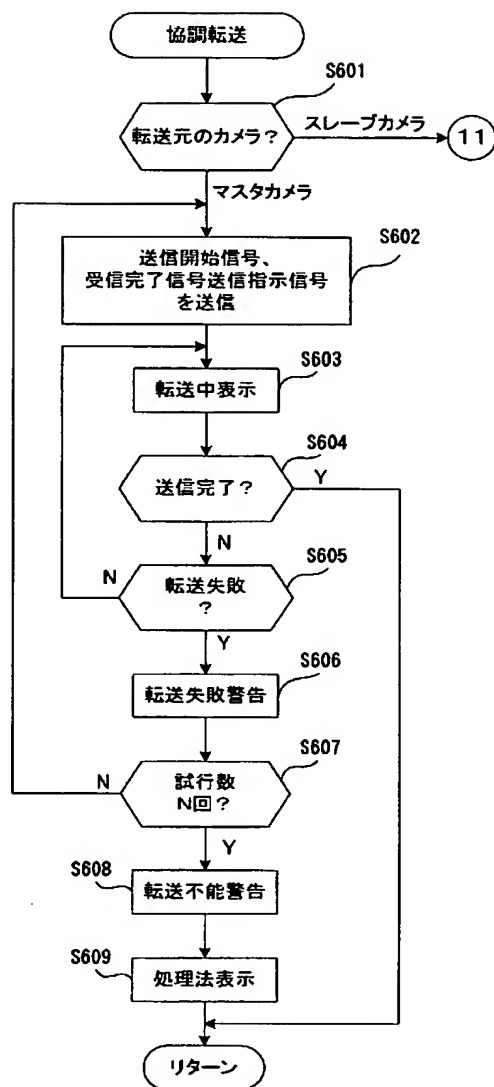 協調転送
S601
転送元のカメラ？
スレーブカメラ
11
マスタカメラ
S602
送信開始信号、
受信完了信号送信指示信号
を送信
S603
転送中表示
S604
送信完了？
Y
N
S605
転送失敗
？
N
Y
S606
転送失敗警告
S607
試行数
N回？
N
Y
S608
転送不能警告
S609
処理法表示
リターン